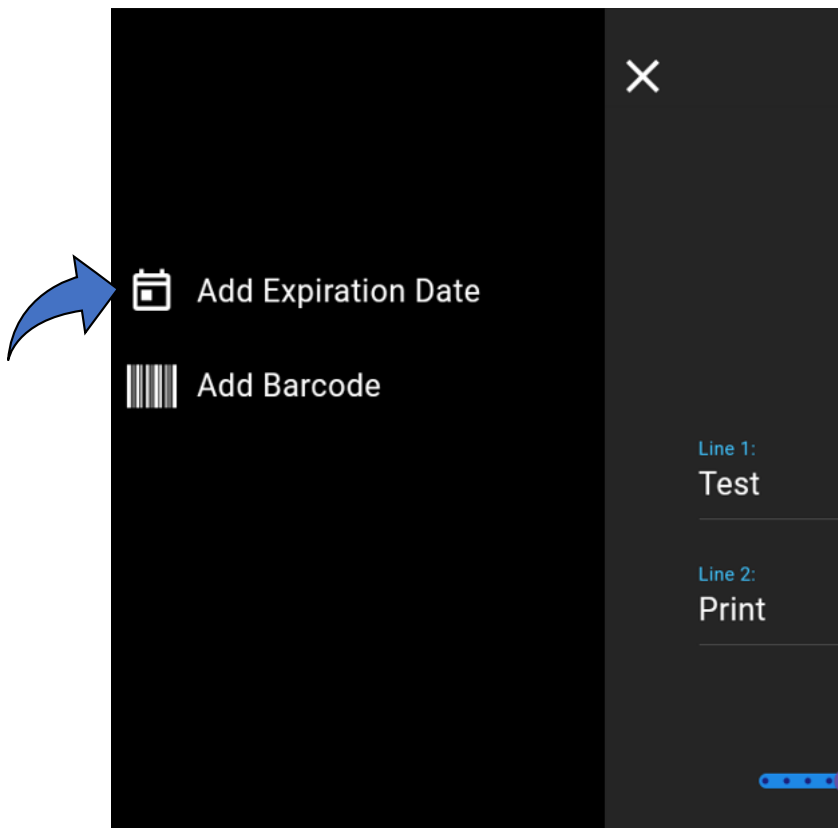 Add Expiration Date
Add Barcode
Line 1:
Test
Line 2:
Print